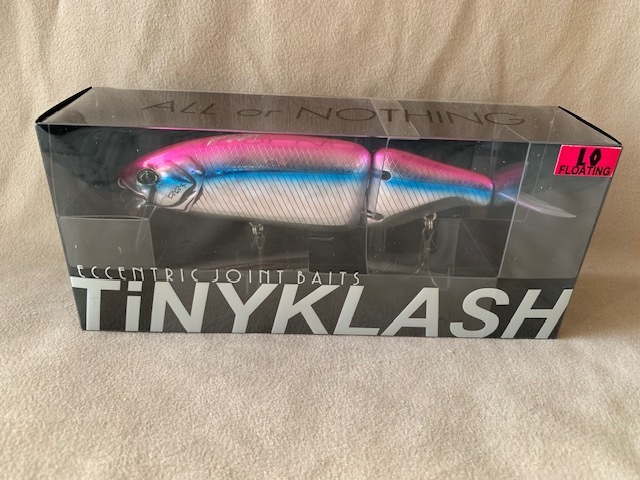 ALL or NOTHING
LO
FLOATING
ECCENTRIC JOINT BAITS
TiNYKLASH